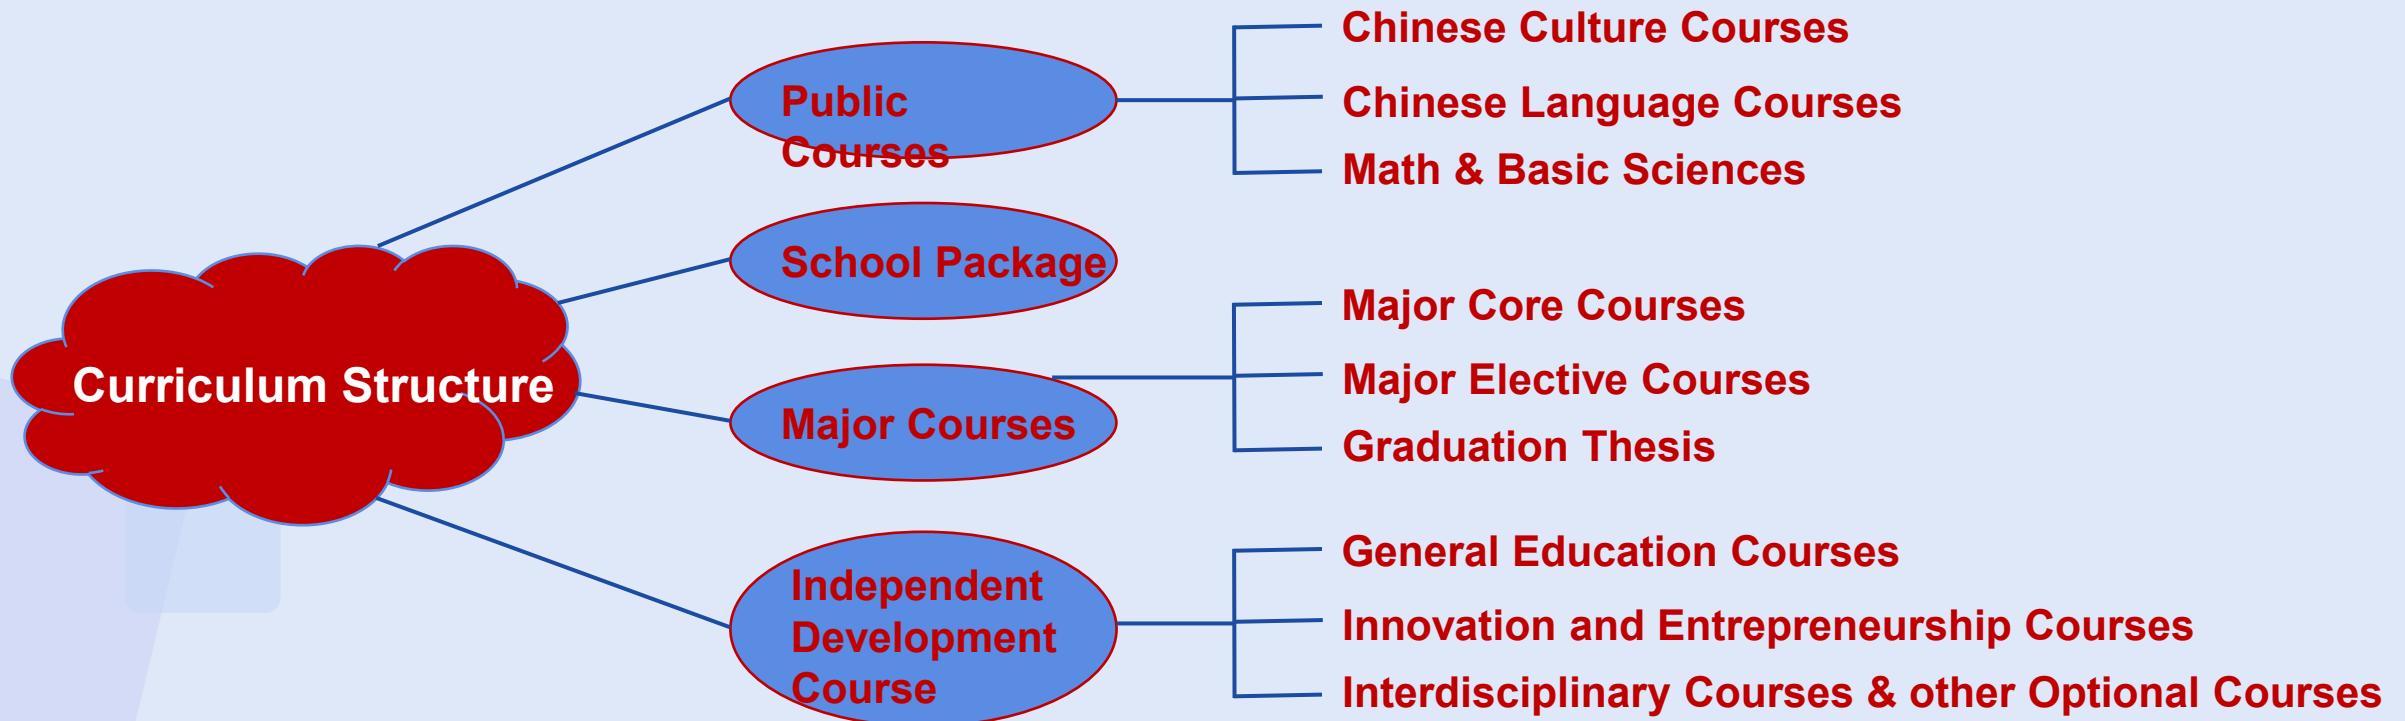 Curriculum Structure
Public
Courses
Chinese Culture Courses
Chinese Language Courses
Math & Basic Sciences
School Package
Major Courses
Major Core Courses
Major Elective Courses
Graduation Thesis
Independent
Development
Course
General Education Courses
Innovation and Entrepreneurship Courses
Interdisciplinary Courses & other Optional Courses